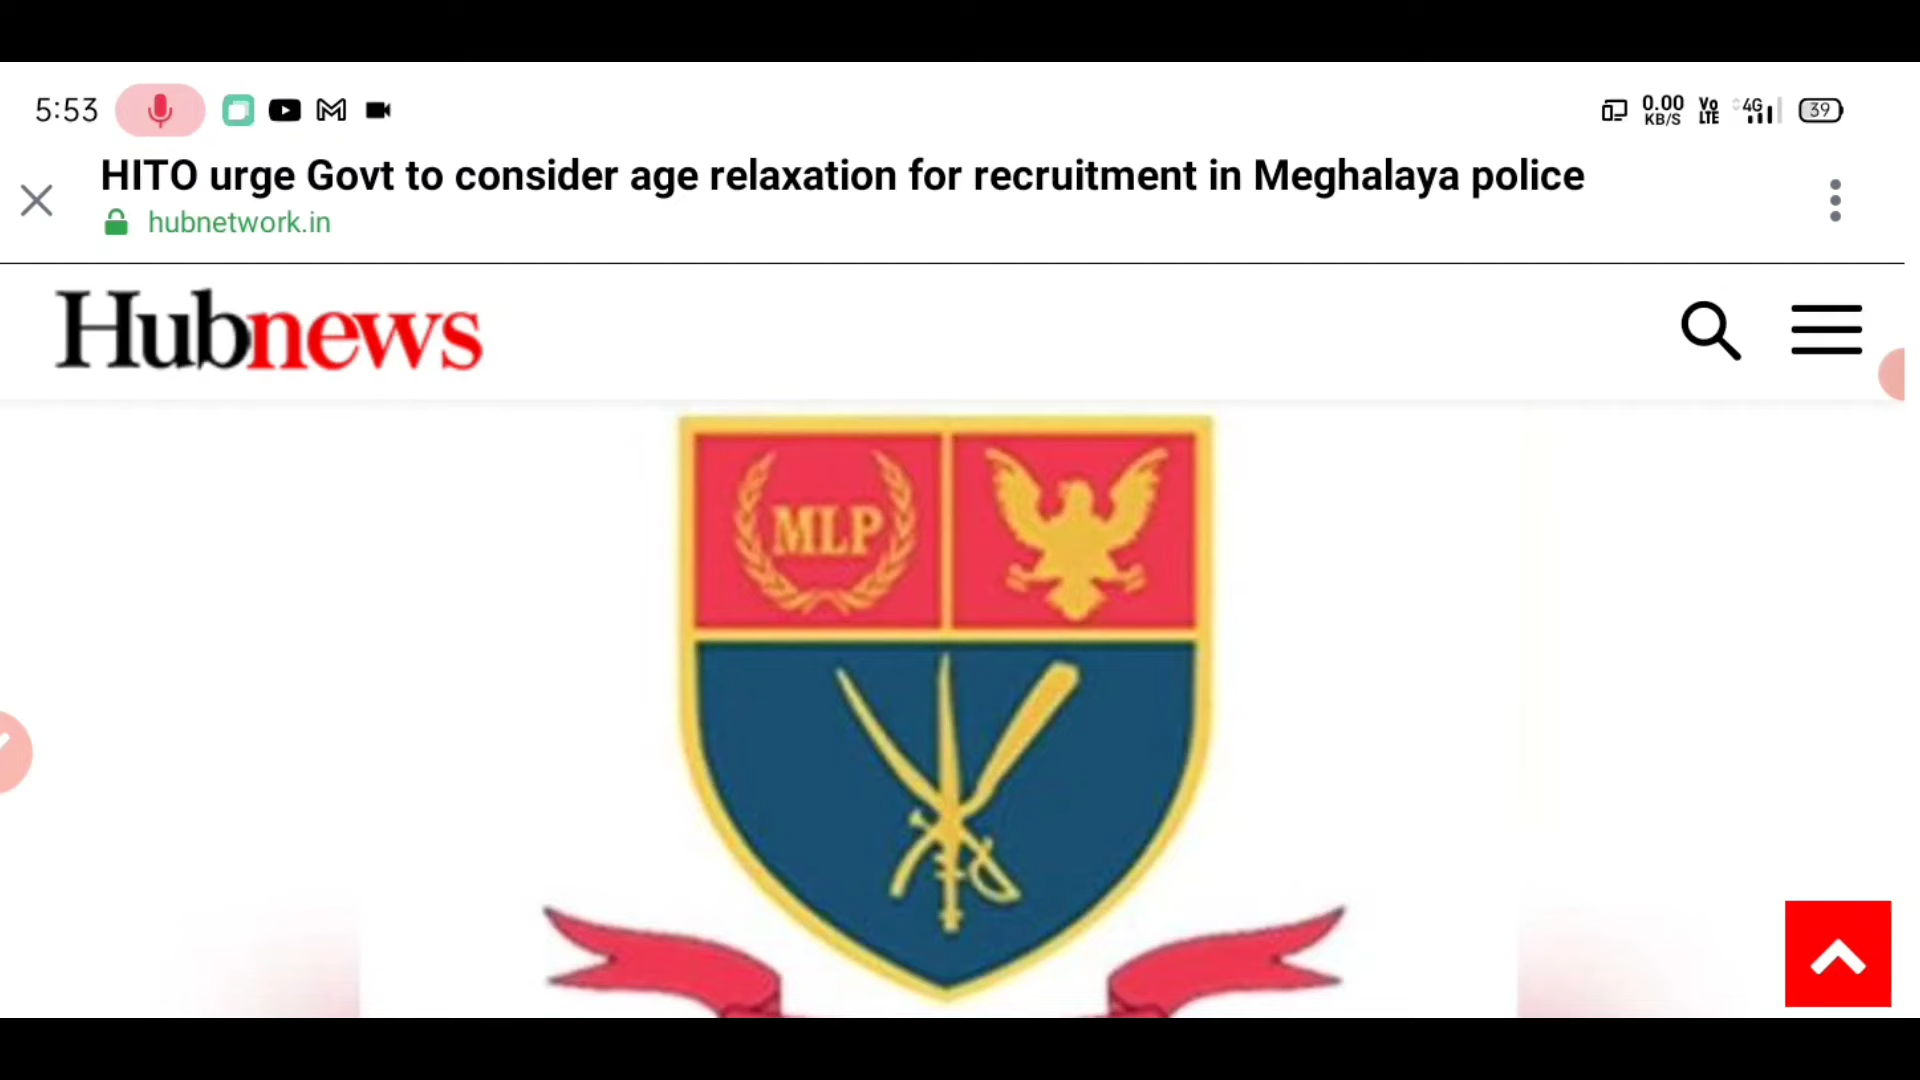 5:53
0.00 KB/S Vo LTE 4G 39
HITO urge Govt to consider age relaxation for recruitment in Meghalaya police
hubnetwork.in
Hubnews
MLP